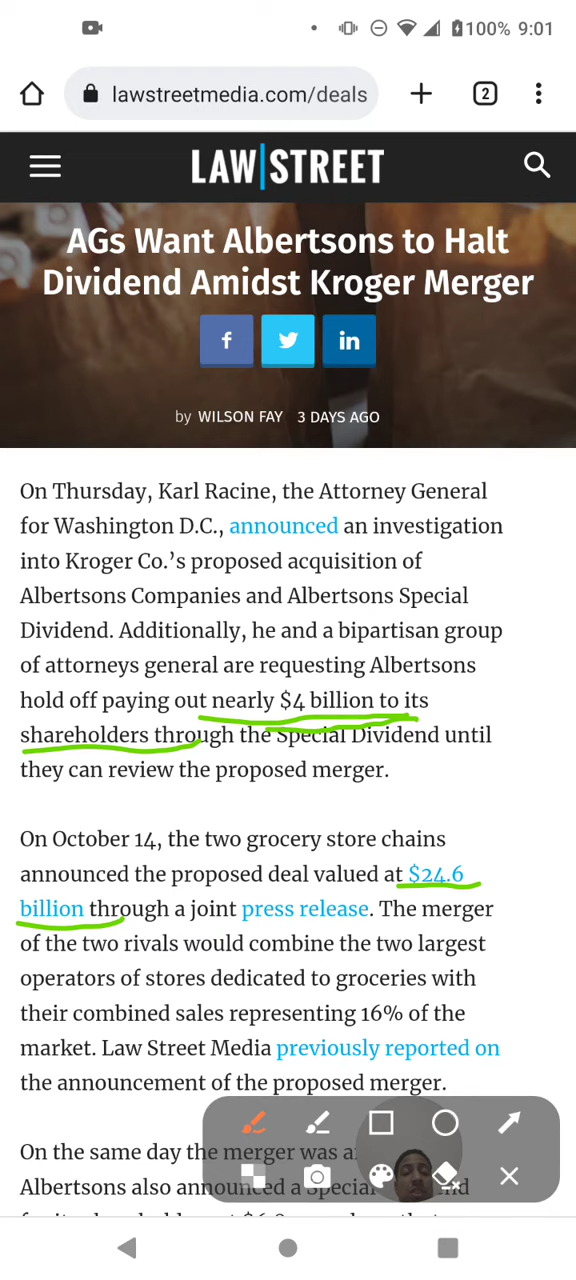 100% 9:01
lawstreetmedia.com/deals
2
LAW|STREET
AGs Want Albertsons to Halt
Dividend Amidst Kroger Merger
f
in
by WILSON FAY 3 DAYS AGO
On Thursday, Karl Racine, the Attorney General
for Washington D.C., announced an investigation
into Kroger Co.’s proposed acquisition of
Albertsons Companies and Albertsons Special
Dividend. Additionally, he and a bipartisan group
of attorneys general are requesting Albertsons
hold off paying out nearly $4 billion to its
shareholders through the Special Dividend until
they can review the proposed merger.
On October 14, the two grocery store chains
announced the proposed deal valued at $24.6
billion through a joint press release. The merger
of the two rivals would combine the two largest
operators of stores dedicated to groceries with
their combined sales representing 16% of the
market. Law Street Media previously reported on
the announcement of the proposed merger.
On the same day the merger was
Albertsons also announced a Special